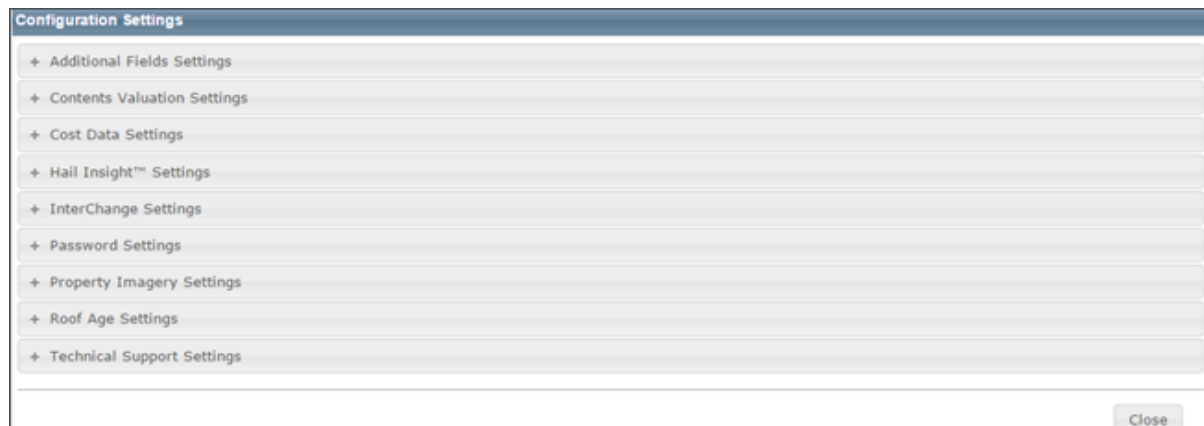 Configuration Settings
+ Additional Fields Settings
+ Contents Valuation Settings
+ Cost Data Settings
+ Hail Insight™ Settings
+ InterChange Settings
+ Password Settings
+ Property Imagery Settings
+ Roof Age Settings
+ Technical Support Settings
Close